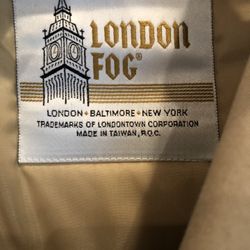 LONDON
FOG®
LONDON • BALTIMORE • NEW YORK
TRADEMARKS OF LONDONTOWN CORPORATION
MADE IN TAIWAN, R.O.C.